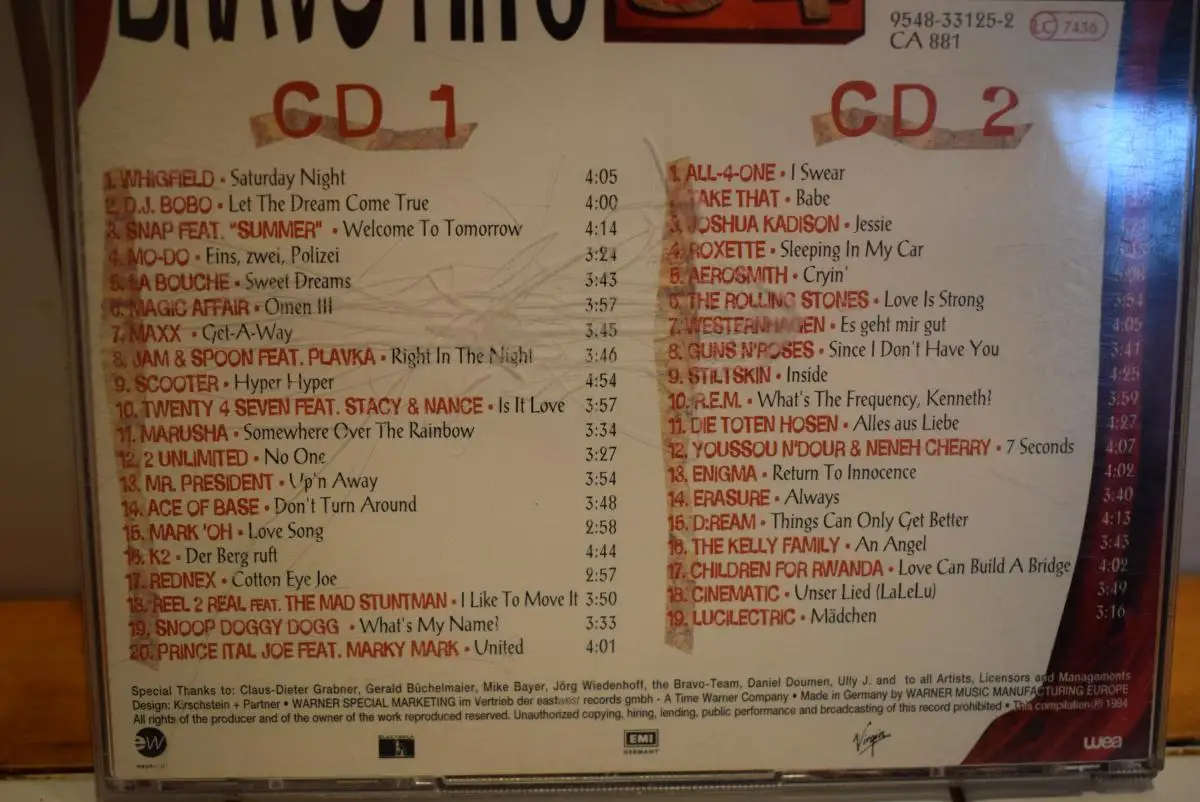 BRAVO HITS
9548-33125-2
CA 881
LC 7436
CD 1
1. WHIGFIELD • Saturday Night 4:05
2. D.J. BOBO • Let The Dream Come True 4:00
3. SNAP FEAT. "SUMMER" • Welcome To Tomorrow 4:14
4. MO-DO • Eins, zwei, Polizei 3:24
5. LA BOUCHE • Sweet Dreams 3:43
6. MAGIC AFFAIR • Omen III 3:57
7. MAXX • Get-A-Way 3.45
8. JAM & SPOON FEAT. PLAVKA • Right In The Night 3:46
9. SCOOTER • Hyper Hyper 4:54
10. TWENTY 4 SEVEN FEAT. STACY & NANCE • Is It Love 3:57
11. MARUSHA • Somewhere Over The Rainbow 3:34
12. 2 UNLIMITED • No One 3:27
13. MR. PRESIDENT • Up'n Away 3:54
14. ACE OF BASE • Don't Turn Around 3:48
15. MARK 'OH • Love Song 2:58
16. K2 • Der Berg ruft 4:44
17. REDNEX • Cotton Eye Joe 2:57
18. REEL 2 REAL FEAT. THE MAD STUNTMAN • I Like To Move It 3:50
19. SNOOP DOGGY DOGG • What's My Name? 3:33
20. PRINCE ITAL JOE FEAT. MARKY MARK • United 4:01
CD 2
1. ALL-4-ONE • I Swear
TAKE THAT • Babe
3. JOSHUA KADISON • Jessie
4. ROXETTE • Sleeping In My Car
5. AEROSMITH • Cryin'
6. THE ROLLING STONES • Love Is Strong 3:54
7. WESTERNHAGEN • Es geht mir gut 4:05
8. GUNS N'ROSES • Since I Don't Have You 3:41
9. STILTSKIN • Inside 4:25
10. R.E.M. • What's The Frequency, Kenneth? 3:59
11. DIE TOTEN HOSEN • Alles aus Liebe 4:27
12. YOUSSOU N'DOUR & NENEH CHERRY • 7 Seconds 4:07
13. ENIGMA • Return To Innocence 4:02
14. ERASURE • Always 3:40
15. D:REAM • Things Can Only Get Better 4:13
16. THE KELLY FAMILY • An Angel 3:43
17. CHILDREN FOR RWANDA • Love Can Build A Bridge 4:02
18. CINEMATIC • Unser Lied (LaLeLu) 3:49
19. LUCILECTRIC • Mädchen 3:16
Special Thanks to: Claus-Dieter Grabner, Gerald Büchelmaier, Mike Bayer, Jörg Wiedenhoff, the Bravo-Team, Daniel Doumen, Ully J. and to all Artists, Licensors and Managements
Design: Kirschstein + Partner • WARNER SPECIAL MARKETING im Vertrieb der eastwest records gmbh - A Time Warner Company • Made in Germany by WARNER MUSIC MANUFACTURING EUROPE
All rights of the producer and of the owner of the work reproduced reserved. Unauthorized copying, hiring, lending, public performance and broadcasting of this record prohibited • This compilation ℗ 1994
ew
ELECTROLA
EMI
GERMANY
Virgin
wea